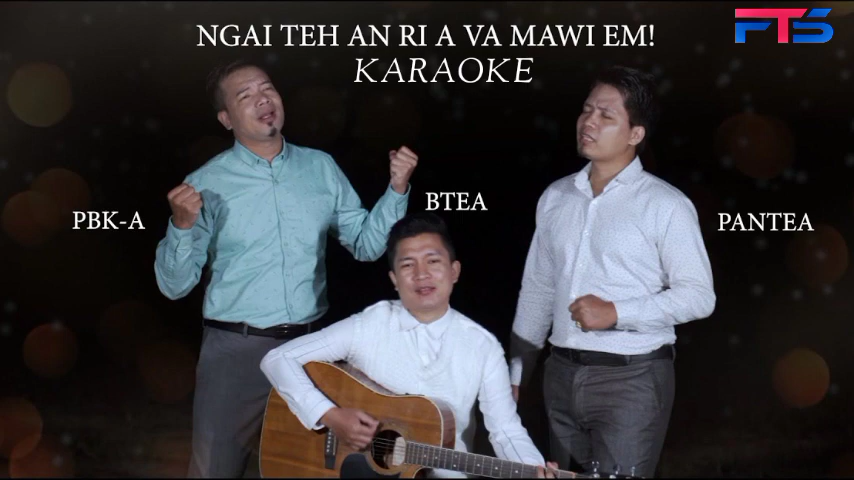 NGAI TEH AN RI A VA MAWI EM!
KARAOKE
FTS
PBK-A
BTEA
PANTEA